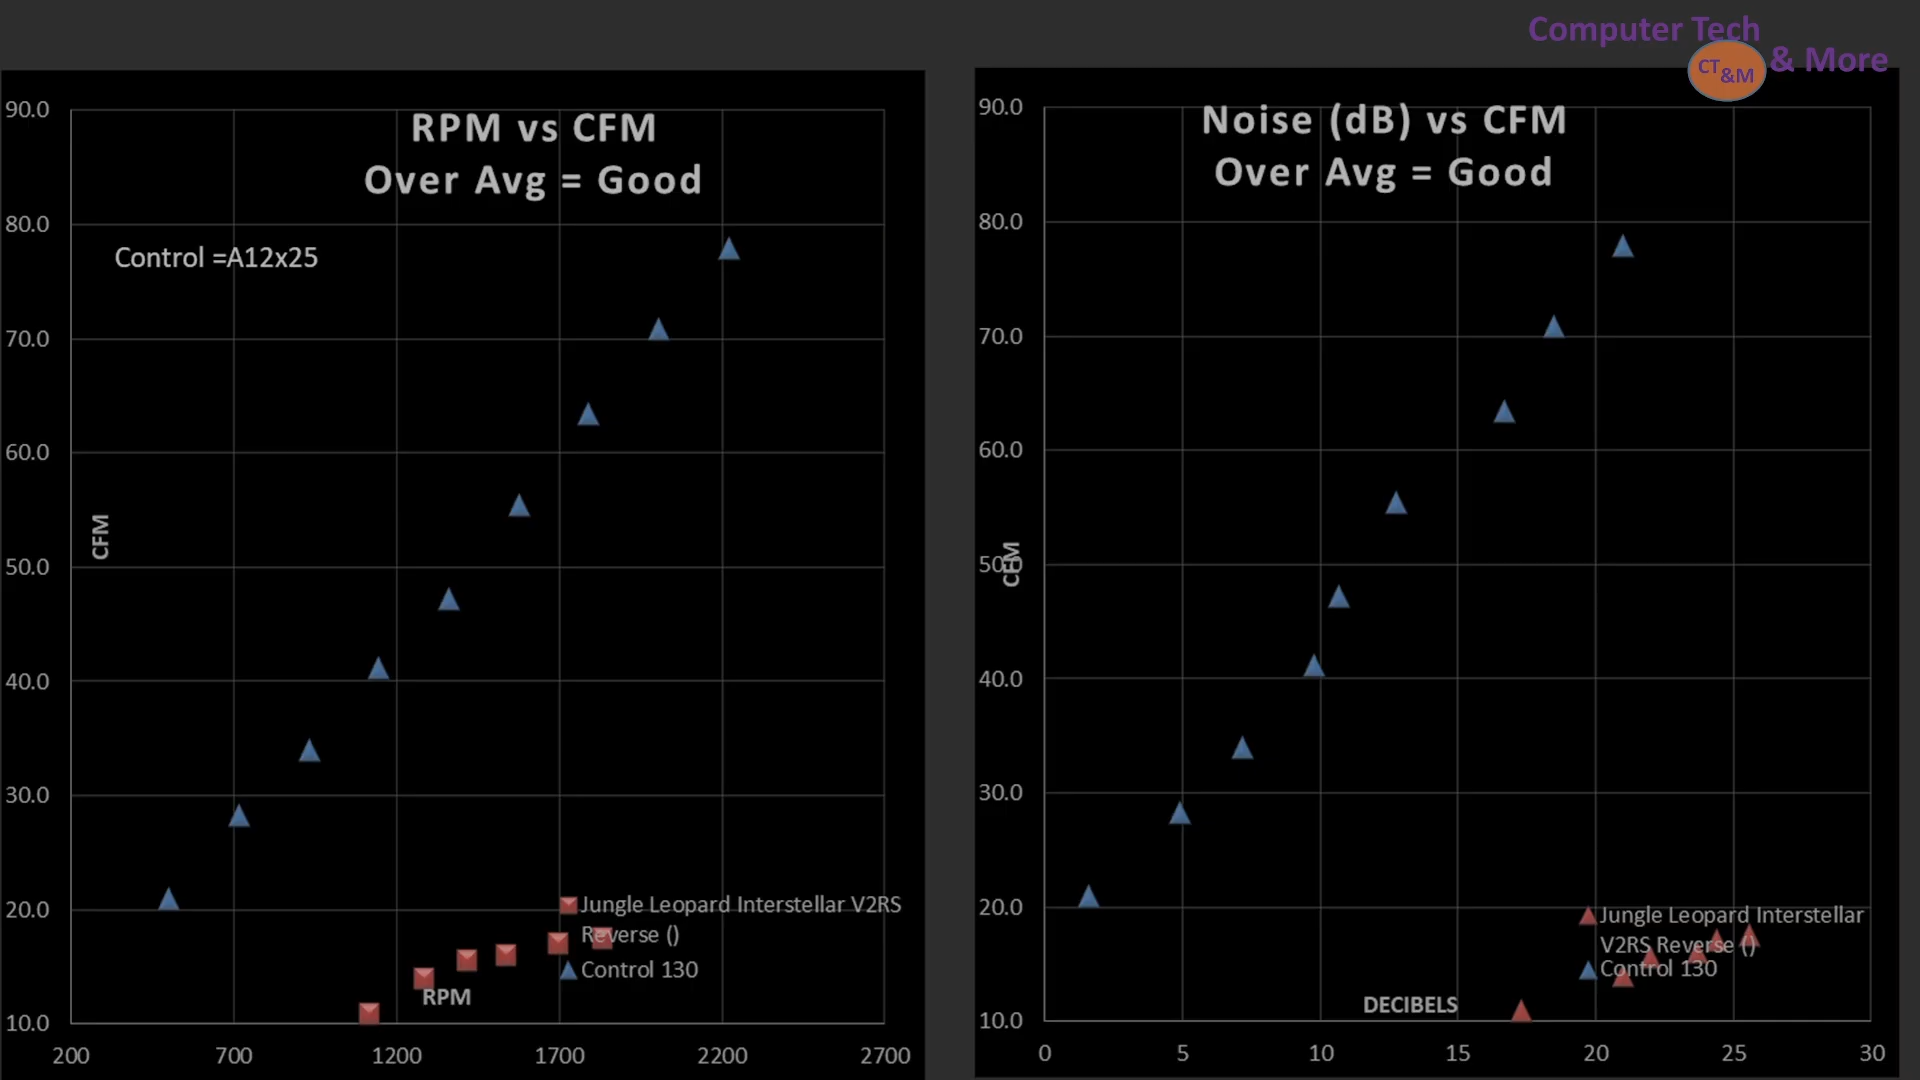 Computer Tech
& More
CT
&M
RPM vs CFM
Over Avg = Good
Control =A12x25
90.0
80.0
70.0
60.0
50.0
40.0
30.0
20.0
10.0
CFM
Jungle Leopard Interstellar V2RS
Reverse ()
Control 130
RPM
200 700 1200 1700 2200 2700
Noise (dB) vs CFM
Over Avg = Good
90.0
80.0
70.0
60.0
50.0
40.0
30.0
20.0
10.0
CFM
Jungle Leopard Interstellar
V2RS Reverse ()
Control 130
DECIBELS
0 5 10 15 20 25 30